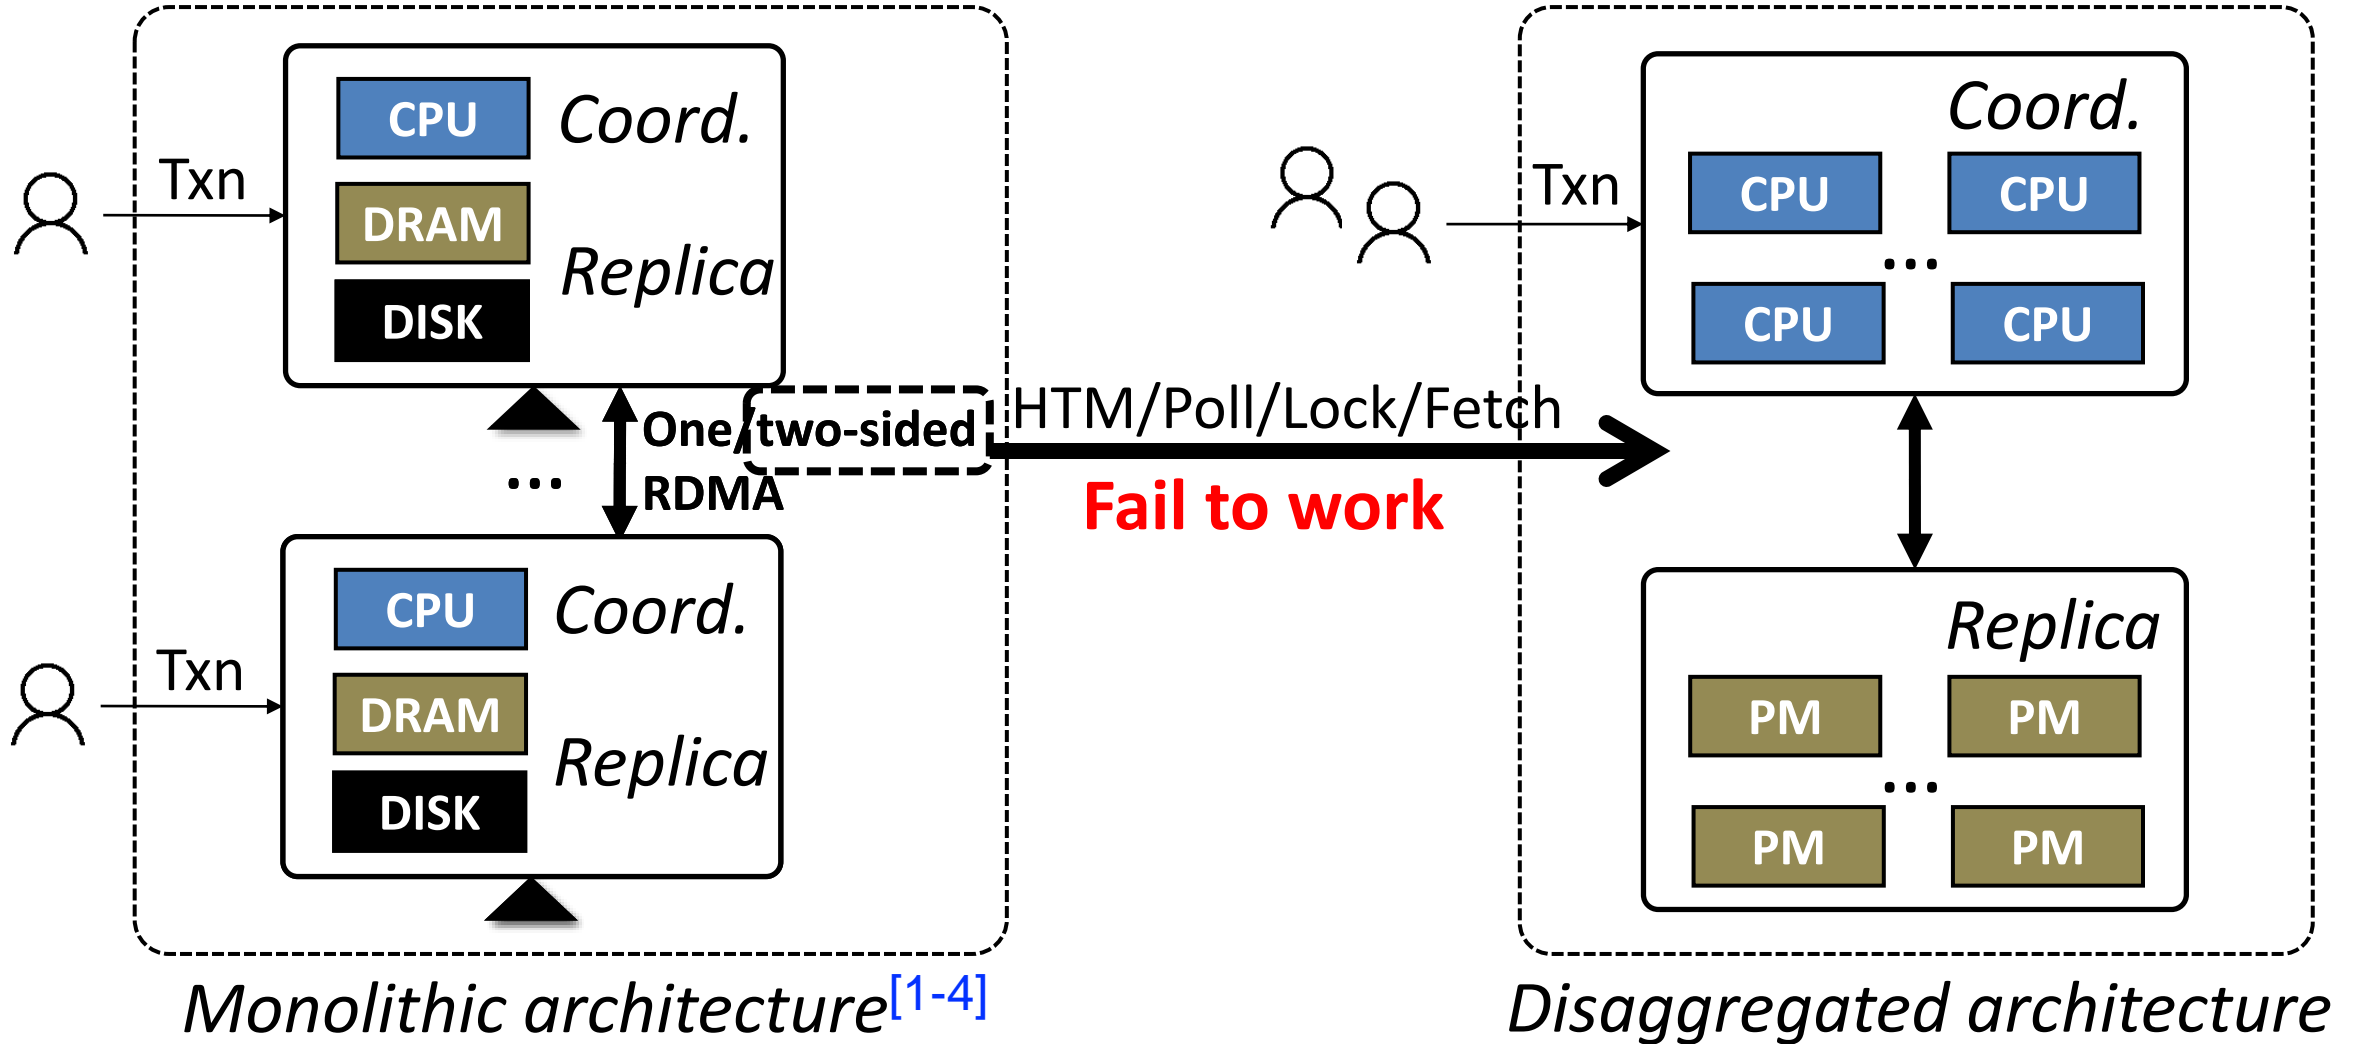 CPU
Coord.
Txn
DRAM
Replica
DISK
One/two-sided
RDMA
...
CPU
Coord.
Txn
DRAM
Replica
DISK
Monolithic architecture[1-4]
HTM/Poll/Lock/Fetch
Fail to work
Txn
Coord.
CPU CPU
...
CPU CPU
Replica
PM PM
...
PM PM
Disaggregated architecture